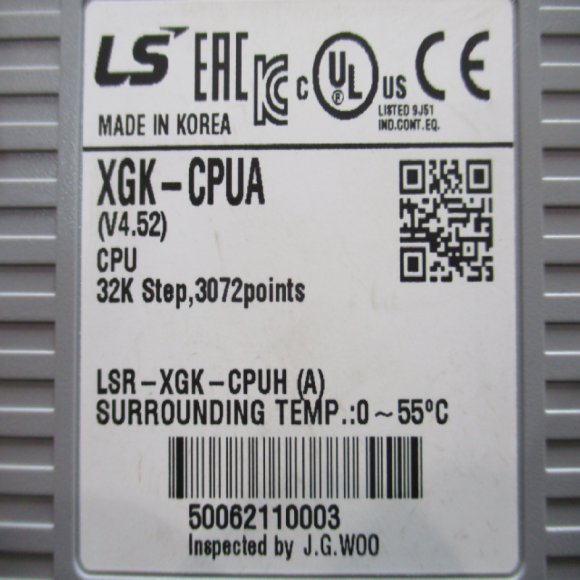 LS EAC KC c UL ® US CE
LISTED 9J51
IND.CONT.EQ.
MADE IN KOREA
XGK-CPUA
(V4.52)
CPU
32K Step,3072points
LSR-XGK-CPUH (A)
SURROUNDING TEMP.:0~55ºC
50062110003
Inspected by J.G.WOO